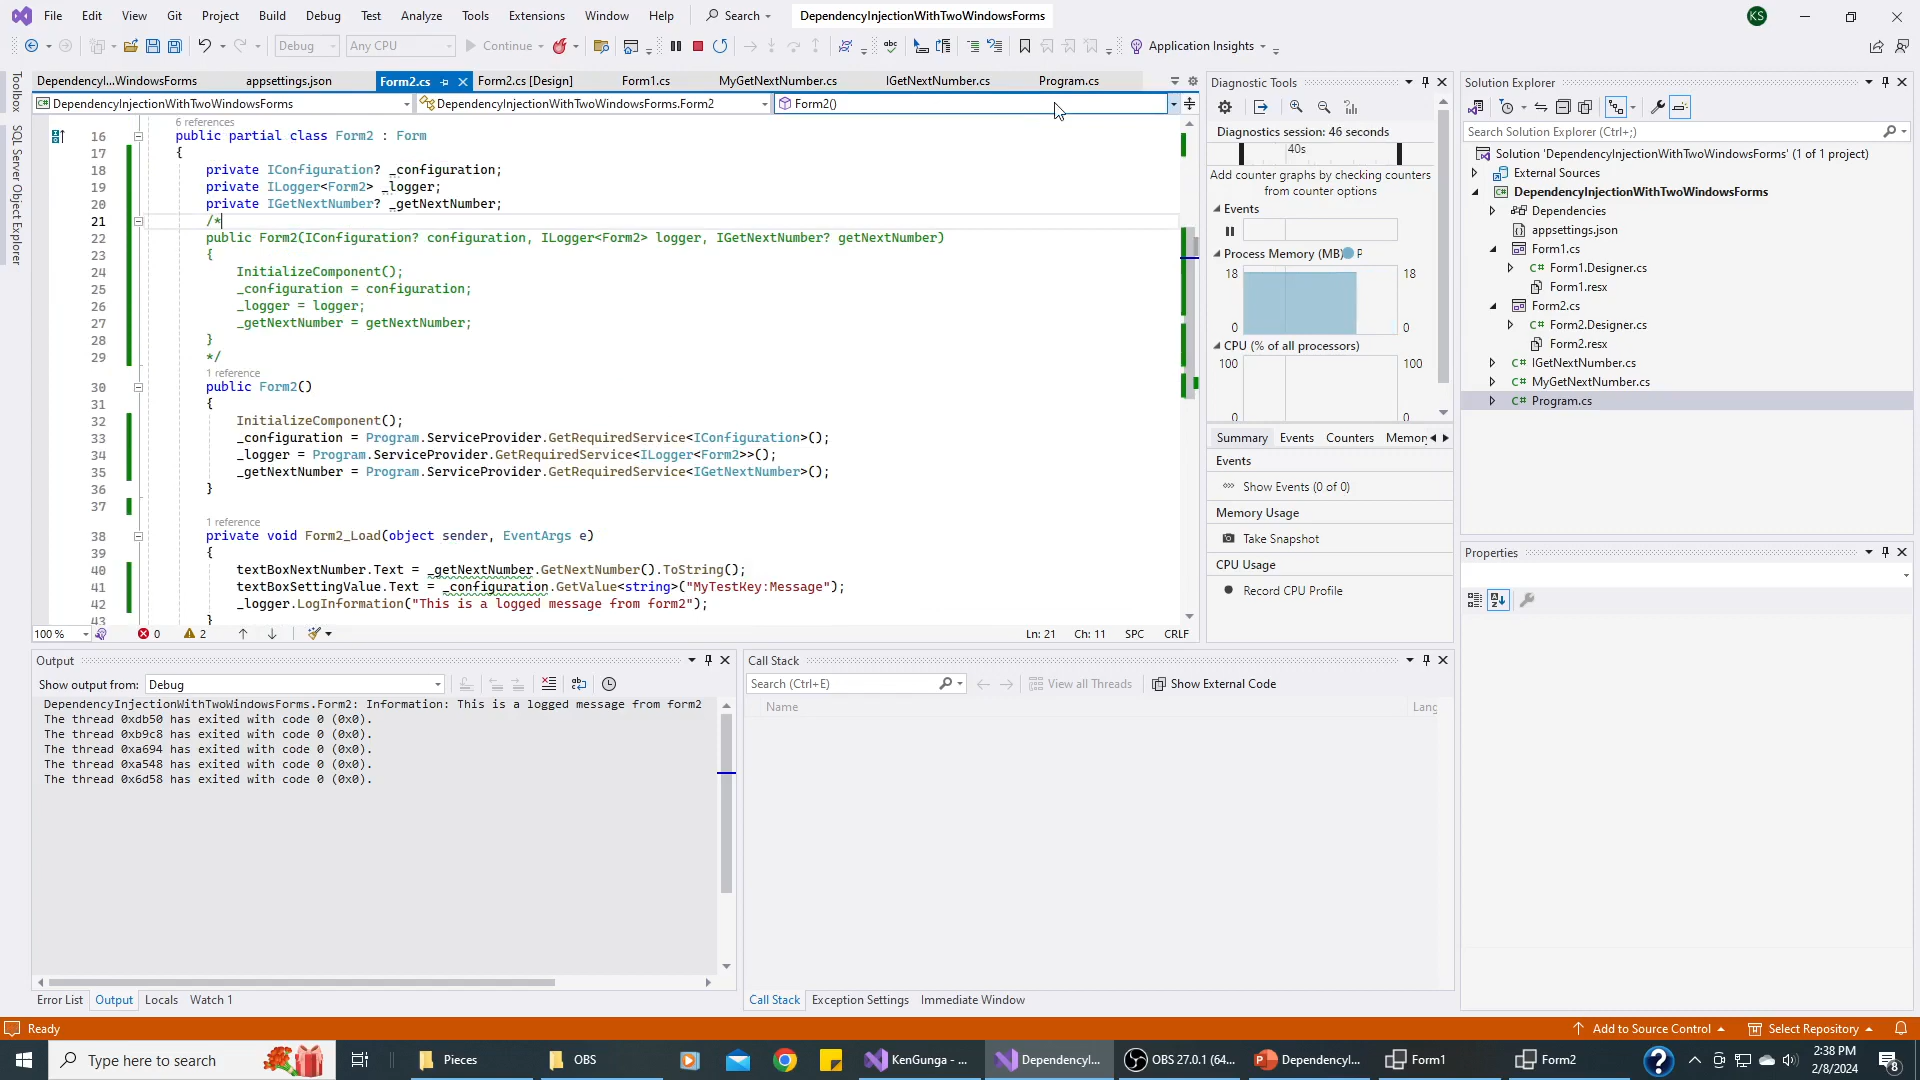 File Edit View Git Project Build Debug Test Analyze Tools Extensions Window Help Search DependencyInjectionWithTwoWindowsForms KS
Debug Any CPU Continue Application Insights
DependencyI...WindowsForms appsettings.json Form2.cs Form2.cs [Design] Form1.cs MyGetNextNumber.cs IGetNextNumber.cs Program.cs
DependencyInjectionWithTwoWindowsForms DependencyInjectionWithTwoWindowsForms.Form2 Form2()
Toolbox
SQL Server Object Explorer
6 references
16 public partial class Form2 : Form
17 {
18 private IConfiguration? _configuration;
19 private ILogger<Form2> _logger;
20 private IGetNextNumber? _getNextNumber;
21 /*
22 public Form2(IConfiguration? configuration, ILogger<Form2> logger, IGetNextNumber? getNextNumber)
23 {
24 InitializeComponent();
25 _configuration = configuration;
26 _logger = logger;
27 _getNextNumber = getNextNumber;
28 }
29 */
1 reference
30 public Form2()
31 {
32 InitializeComponent();
33 _configuration = Program.ServiceProvider.GetRequiredService<IConfiguration>();
34 _logger = Program.ServiceProvider.GetRequiredService<ILogger<Form2>>();
35 _getNextNumber = Program.ServiceProvider.GetRequiredService<IGetNextNumber>();
36 }
37
1 reference
38 private void Form2_Load(object sender, EventArgs e)
39 {
40 textBoxNextNumber.Text = _getNextNumber.GetNextNumber().ToString();
41 textBoxSettingValue.Text = _configuration.GetValue<string>("MyTestKey:Message");
42 _logger.LogInformation("This is a logged message from form2");
43 }
100 % 0 2 Ln: 21 Ch: 11 SPC CRLF
Diagnostic Tools
Diagnostics session: 46 seconds
40s
Add counter graphs by checking counters
from counter options
Events
Process Memory (MB) P
18 18
0 0
CPU (% of all processors)
100 100
0 0
Summary Events Counters Memory
Events
Show Events (0 of 0)
Memory Usage
Take Snapshot
CPU Usage
Record CPU Profile
Solution Explorer
Search Solution Explorer (Ctrl+;)
Solution 'DependencyInjectionWithTwoWindowsForms' (1 of 1 project)
External Sources
DependencyInjectionWithTwoWindowsForms
Dependencies
appsettings.json
Form1.cs
C# Form1.Designer.cs
Form1.resx
Form2.cs
C# Form2.Designer.cs
Form2.resx
C# IGetNextNumber.cs
C# MyGetNextNumber.cs
C# Program.cs
Properties
Output
Show output from: Debug
DependencyInjectionWithTwoWindowsForms.Form2: Information: This is a logged message from form2
The thread 0xdb50 has exited with code 0 (0x0).
The thread 0xb9c8 has exited with code 0 (0x0).
The thread 0xa694 has exited with code 0 (0x0).
The thread 0xa548 has exited with code 0 (0x0).
The thread 0x6d58 has exited with code 0 (0x0).
Error List Output Locals Watch 1
Call Stack
Search (Ctrl+E) View all Threads Show External Code
Name Lang
Call Stack Exception Settings Immediate Window
Ready Add to Source Control Select Repository
Type here to search Pieces OBS KenGunga - ... DependencyI... OBS 27.0.1 (64... DependencyI... Form1 Form2
2:38 PM
2/8/2024
8